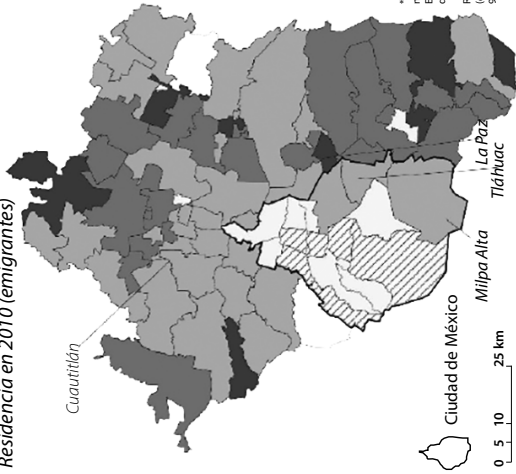 Residencia en 2010 (emigrantes)
Cuautitlán
La Paz
Tláhuac
Milpa Alta
Ciudad de México
0 5 10 25 km